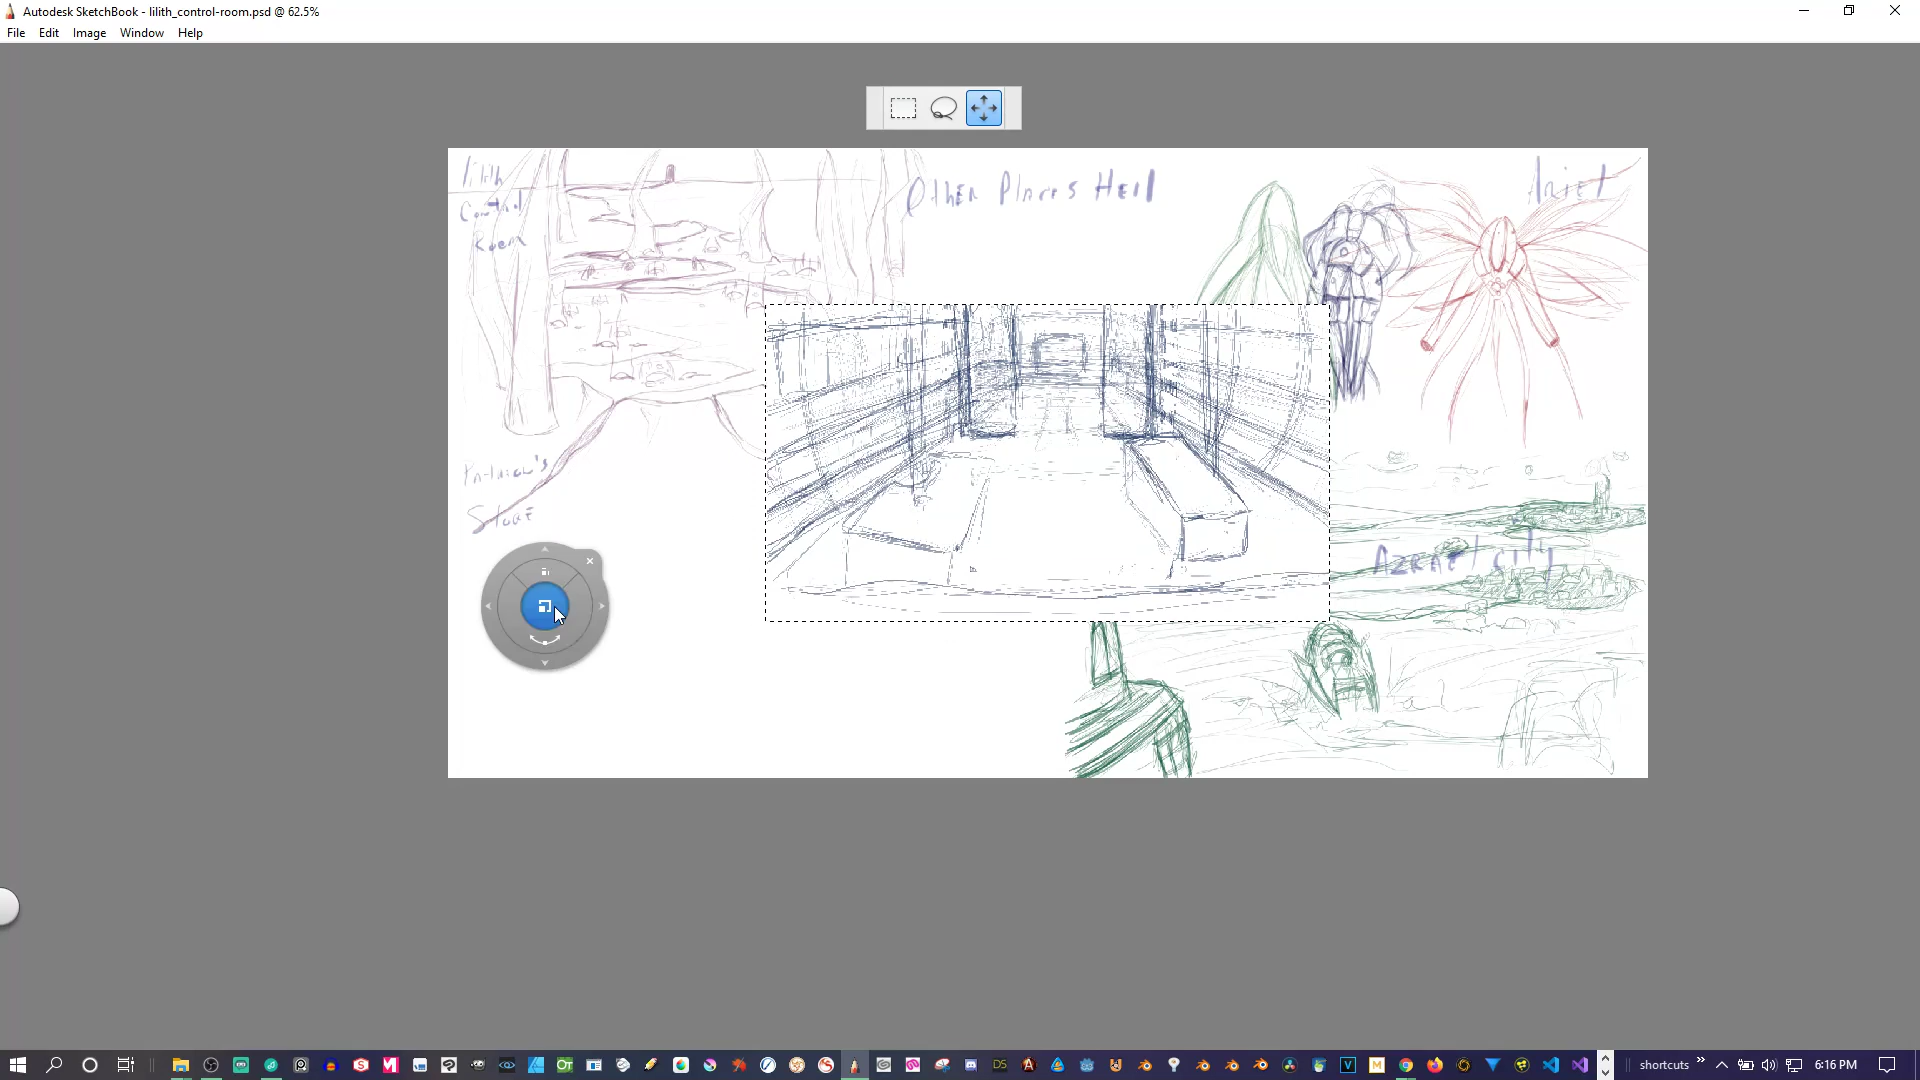 Autodesk SketchBook - lilith_control-room.psd @ 62.5%
File Edit Image Window Help
lilith
Control
Room
Other Places Hell
Ariel
Azrael city
shortcuts
6:16 PM